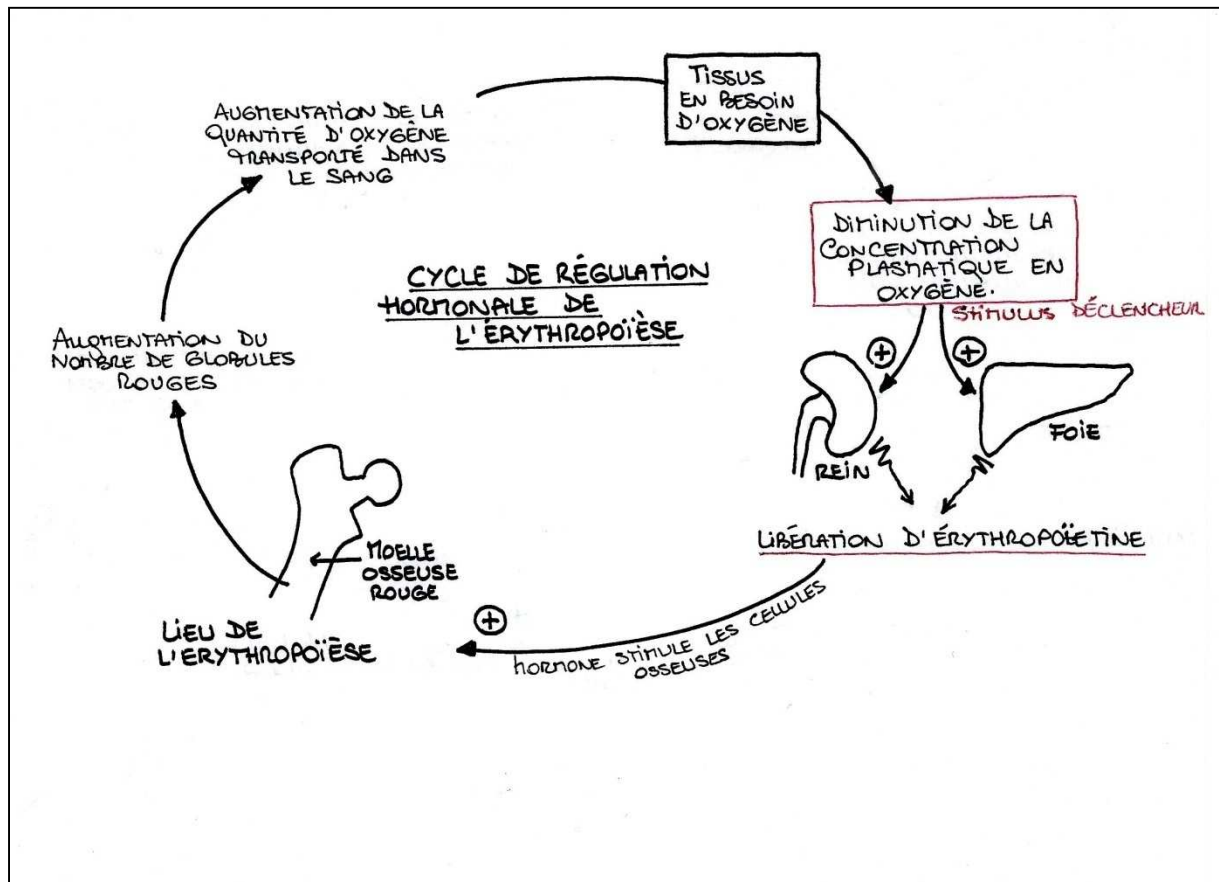 TISSUS
EN BESOIN
D'OXYGÈNE
AUGMENTATION DE LA
QUANTITÉ D'OXYGÈNE
TRANSPORTÉ DANS
LE SANG
DIMINUTION DE LA
CONCENTRATION
PLASMATIQUE EN
OXYGÈNE.
STIMULUS DÉCLENCHEUR
CYCLE DE RÉGULATION
HORMONALE DE
L'ÉRYTHROPOÏÈSE
AUGMENTATION DU
NOMBRE DE GLOBULES
ROUGES
+
+
FOIE
REIN
LIBÉRATION D'ÉRYTHROPOÏETINE
MOELLE
OSSEUSE
ROUGE
+
HORMONE STIMULE LES CELLULES
OSSEUSES
LIEU DE
L'ERYTHROPOÏÈSE